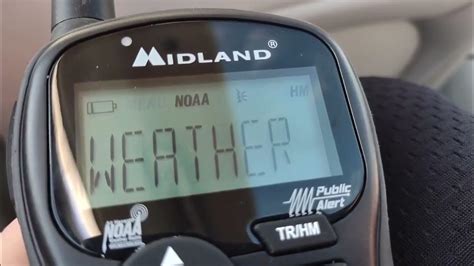 MIDLAND®
NOAA HM
WEATHER
Public
Alert
NOAA
TR/HM